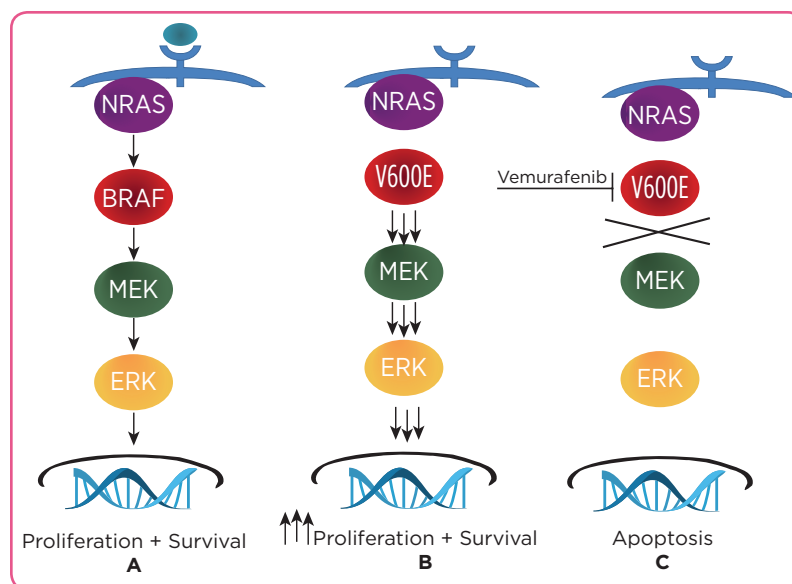 NRAS
BRAF
MEK
ERK
Proliferation + Survival
A
NRAS
V600E
MEK
ERK
Proliferation + Survival
B
NRAS
Vemurafenib
V600E
MEK
ERK
Apoptosis
C